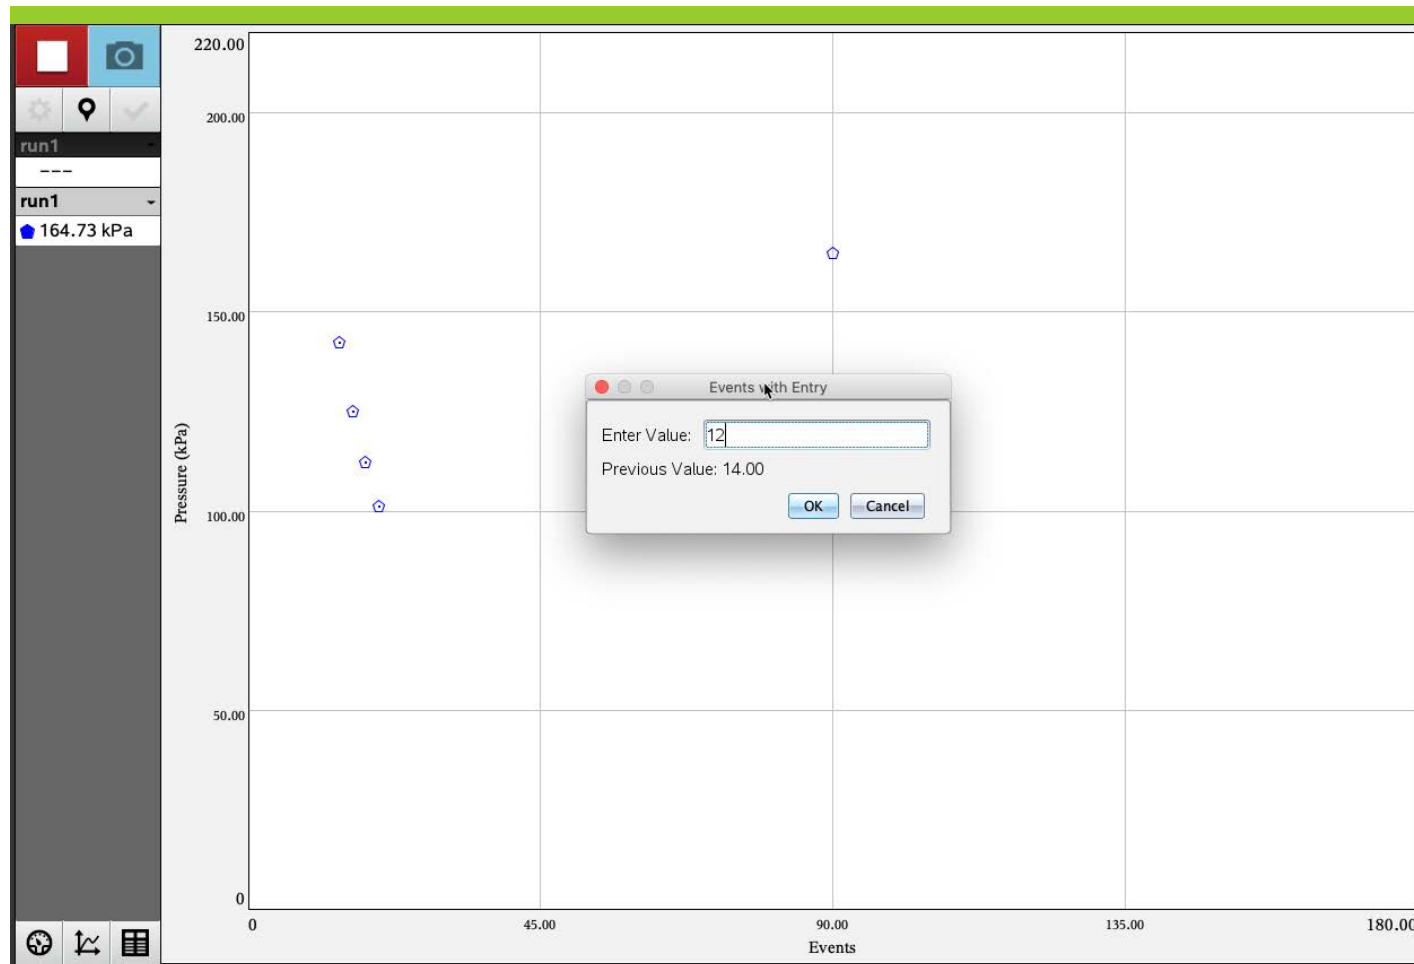 220.00
200.00
run1
---
run1
164.73 kPa
150.00
Events with Entry
Enter Value: 12
Previous Value: 14.00
OK Cancel
Pressure (kPa)
100.00
50.00
0
0 45.00 90.00 135.00 180.00
Events